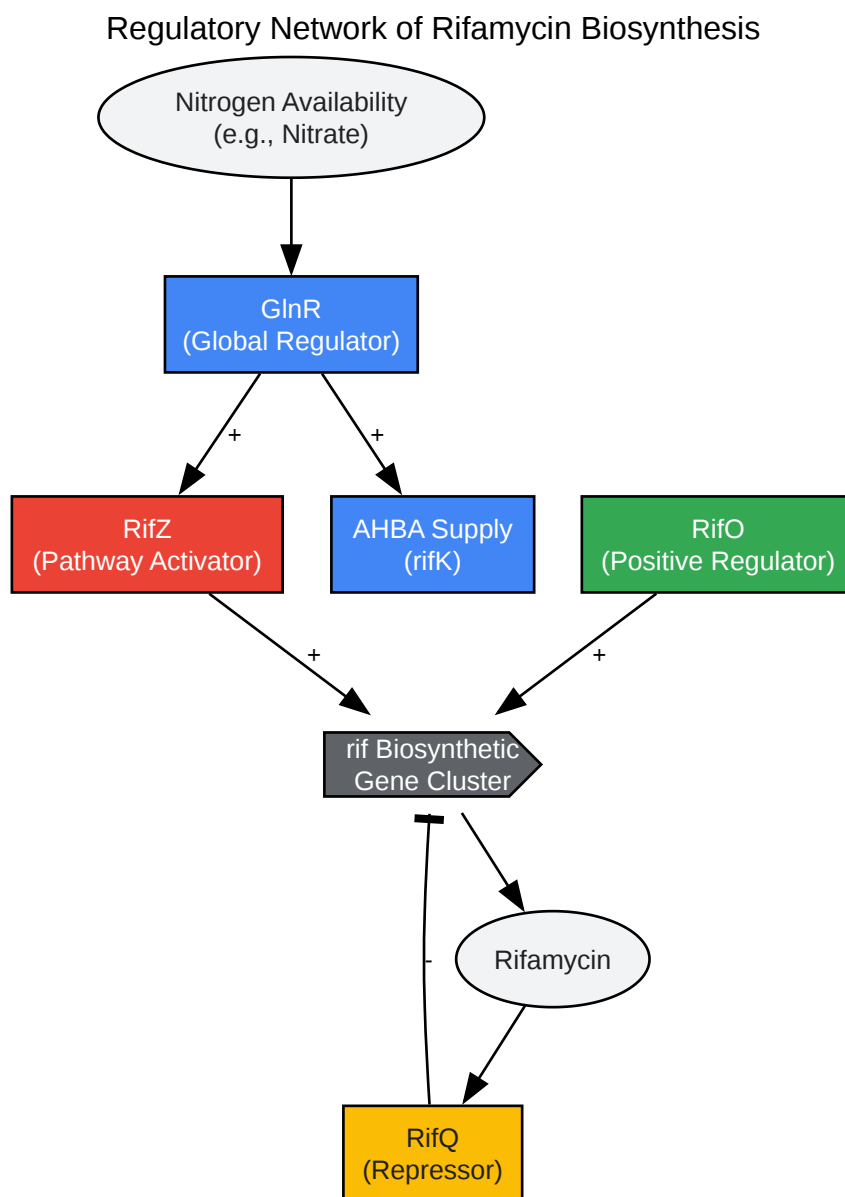 Regulatory Network of Rifamycin Biosynthesis
Nitrogen Availability
(e.g., Nitrate)
GlnR
(Global Regulator)
+
+
RifZ
(Pathway Activator)
AHBA Supply
(rifK)
RifO
(Positive Regulator)
+
+
rif Biosynthetic
Gene Cluster
Rifamycin
-
RifQ
(Repressor)